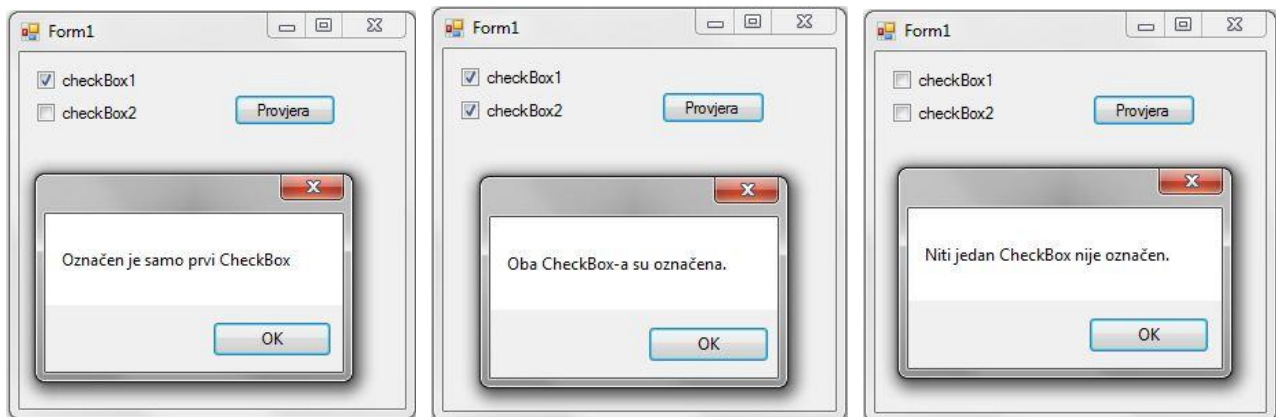 Form1
checkBox1
checkBox2
Provjera
Označen je samo prvi CheckBox
OK
Form1
checkBox1
checkBox2
Provjera
Oba CheckBox-a su označena.
OK
Form1
checkBox1
checkBox2
Provjera
Niti jedan CheckBox nije označen.
OK